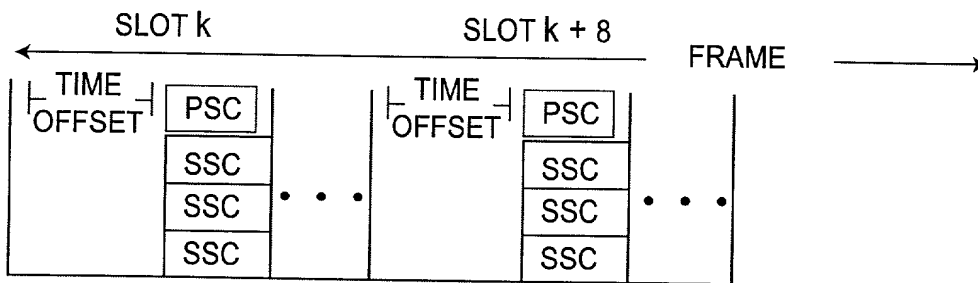 SLOT k SLOT k + 8
FRAME
TIME OFFSET PSC TIME OFFSET PSC
SSC SSC
SSC • • • SSC • • •
SSC SSC